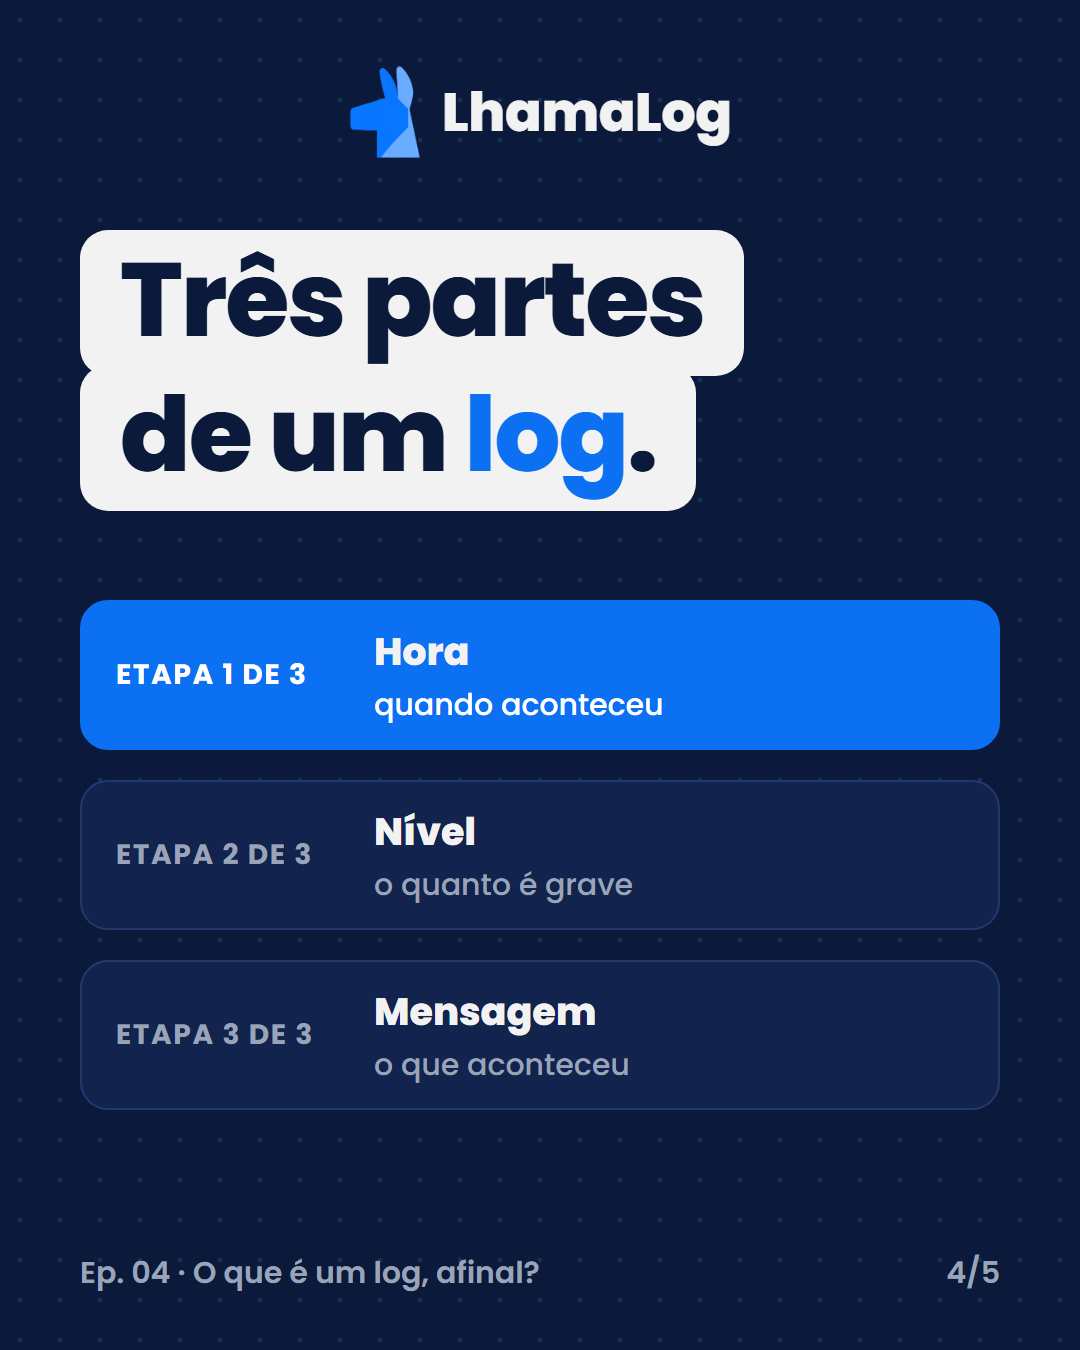 LhamaLog
Três partes
de um log.
ETAPA 1 DE 3
Hora
quando aconteceu
ETAPA 2 DE 3
Nível
o quanto é grave
ETAPA 3 DE 3
Mensagem
o que aconteceu
Ep. 04 · O que é um log, afinal?
4/5